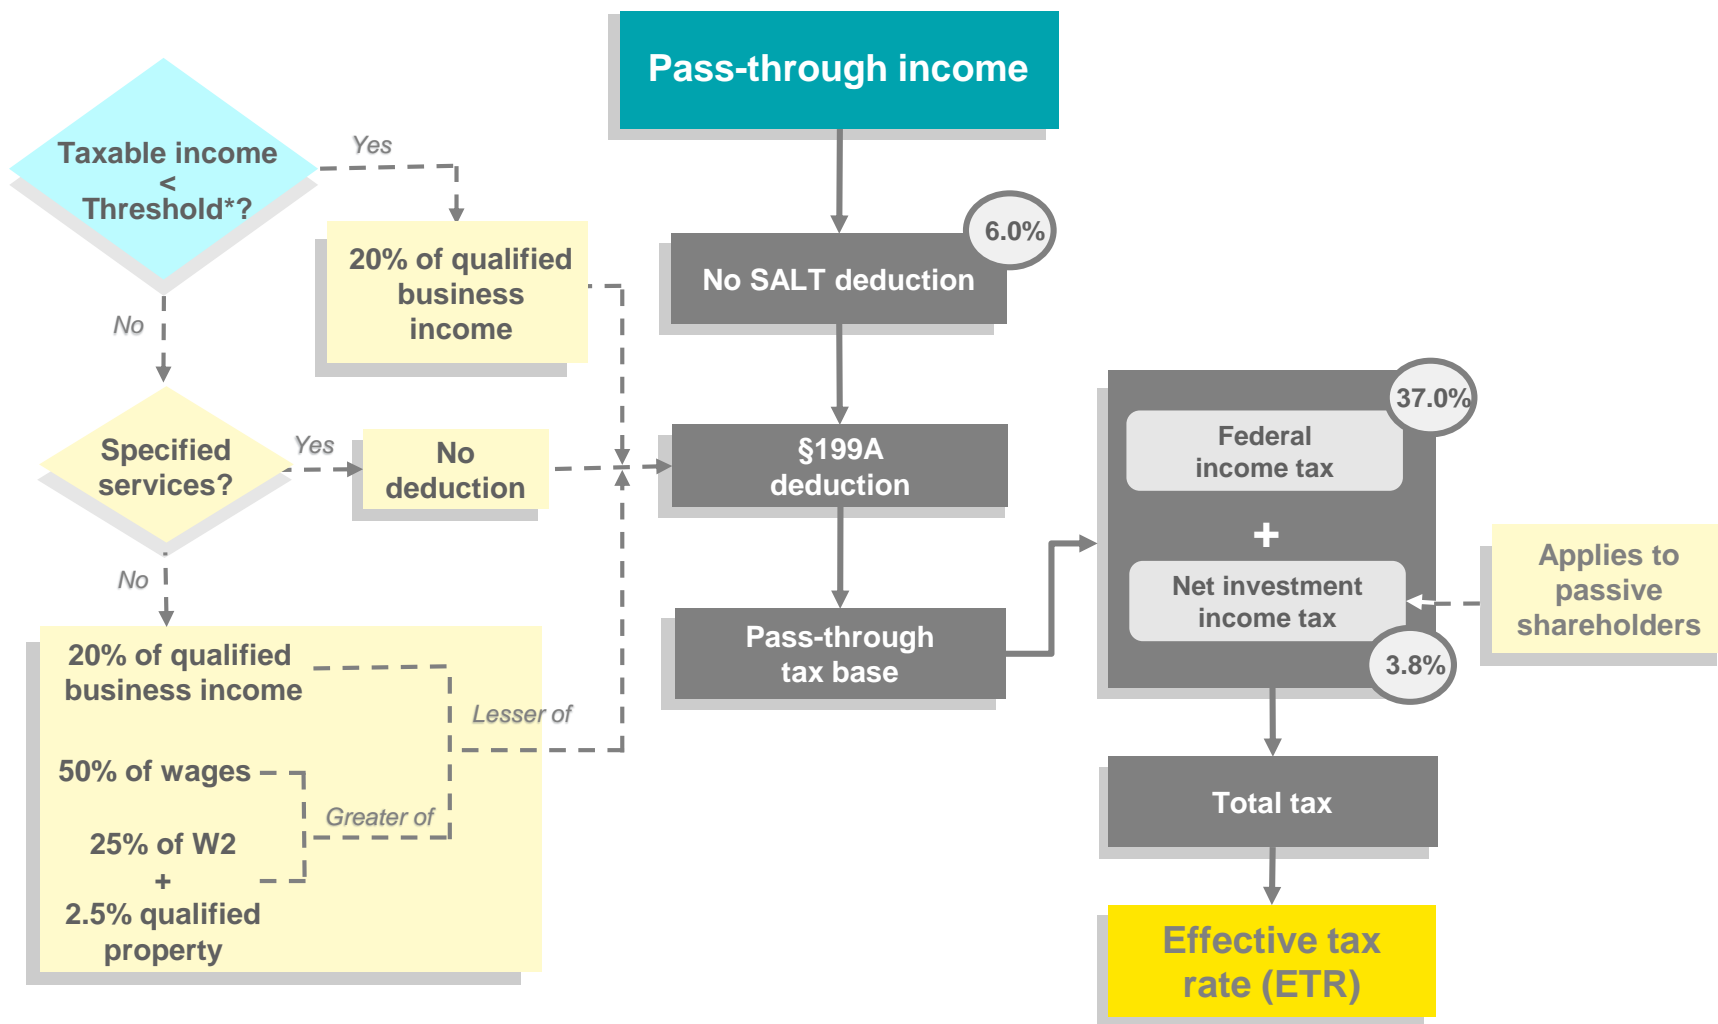 Pass-through income
Taxable income
<
Threshold*?
Yes
20% of qualified
business
income
6.0%
No SALT deduction
No
Specified
services?
Yes
No
deduction
§199A
deduction
37.0%
Federal
income tax
+
Net investment
income tax
3.8%
Applies to
passive
shareholders
No
Pass-through
tax base
20% of qualified
business income
Lesser of
50% of wages
Greater of
25% of W2
+
2.5% qualified
property
Total tax
Effective tax
rate (ETR)